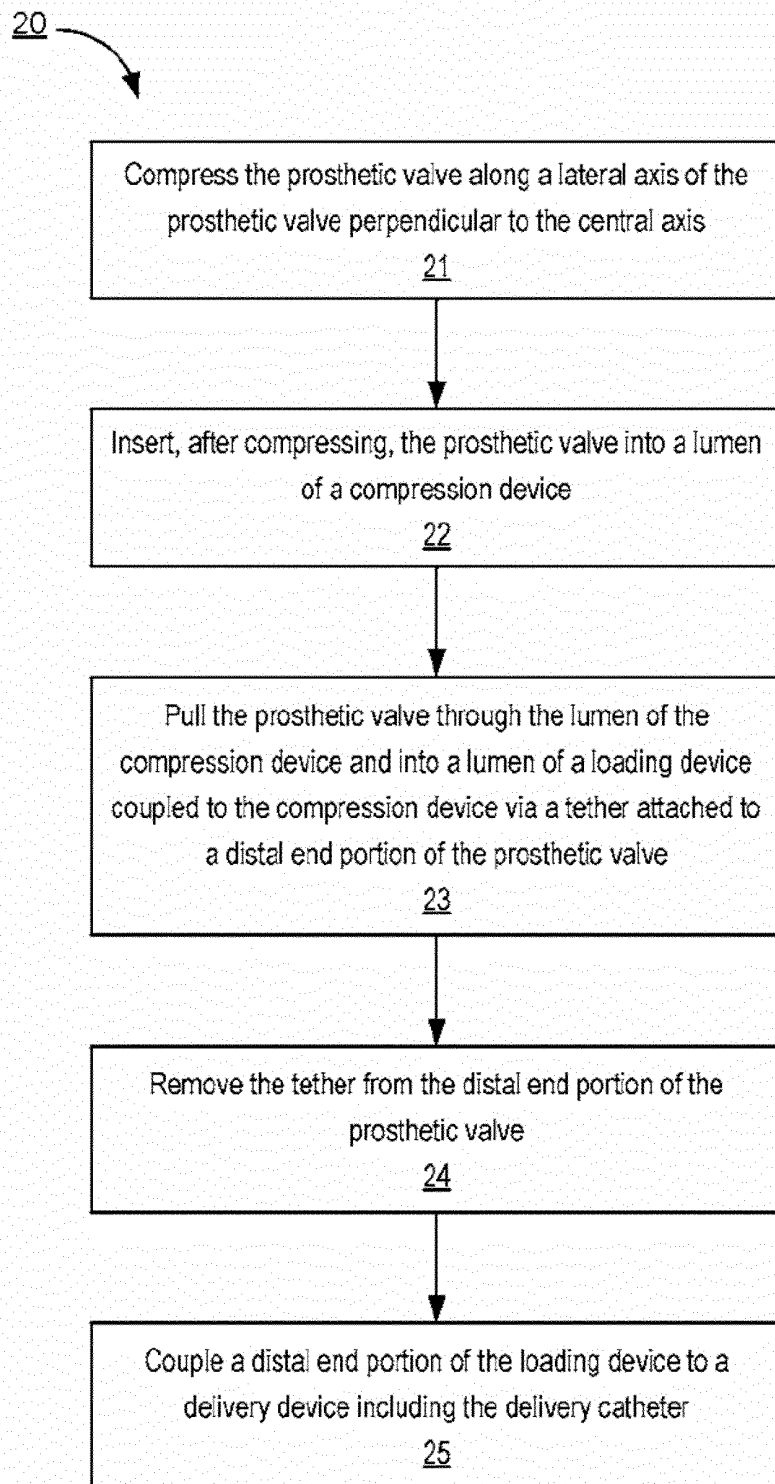 20
Compress the prosthetic valve along a lateral axis of the
prosthetic valve perpendicular to the central axis
21
Insert, after compressing, the prosthetic valve into a lumen
of a compression device
22
Pull the prosthetic valve through the lumen of the
compression device and into a lumen of a loading device
coupled to the compression device via a tether attached to
a distal end portion of the prosthetic valve
23
Remove the tether from the distal end portion of the
prosthetic valve
24
Couple a distal end portion of the loading device to a
delivery device including the delivery catheter
25